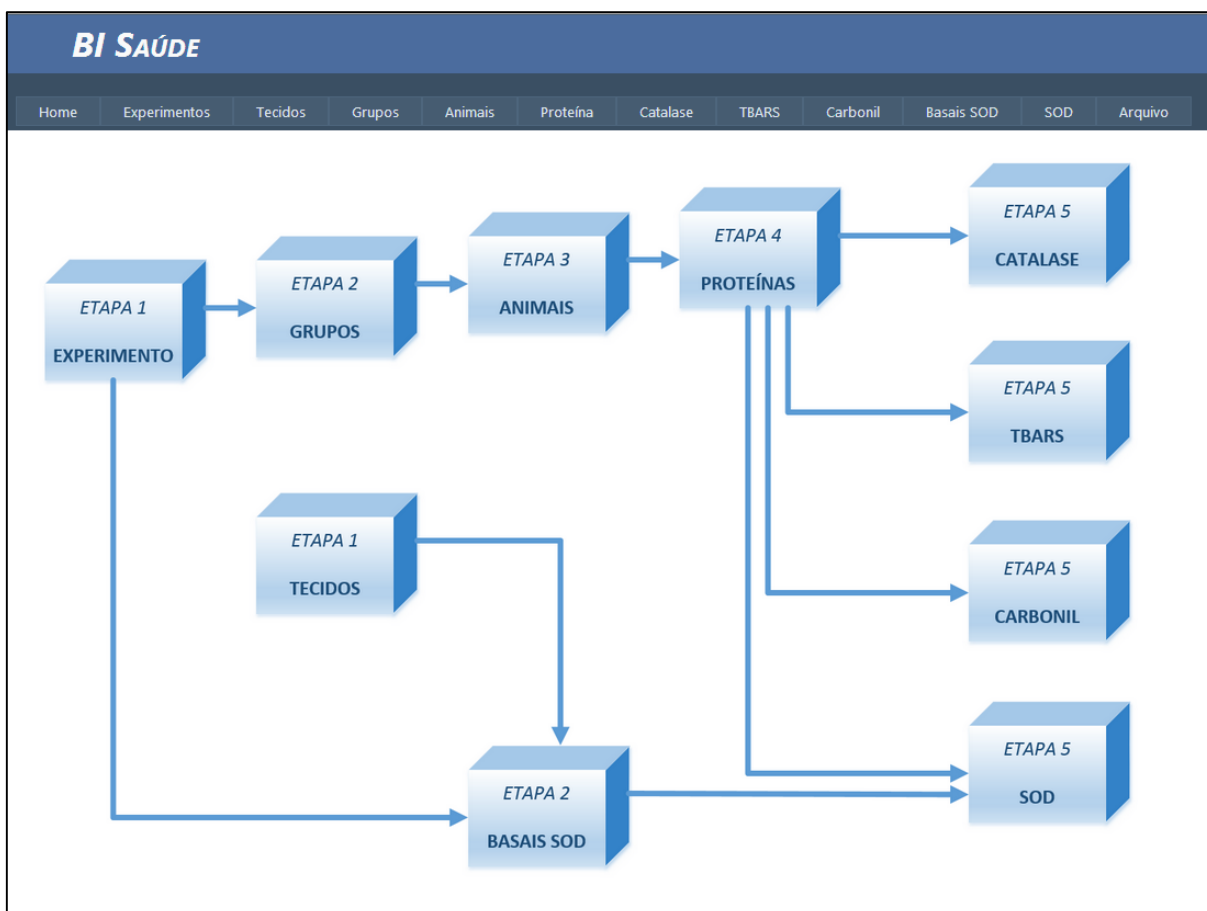 BI SAÚDE
Home Experimentos Tecidos Grupos Animais Proteína Catalase TBARS Carbonil Basais SOD SOD Arquivo
ETAPA 1
EXPERIMENTO
ETAPA 2
GRUPOS
ETAPA 3
ANIMAIS
ETAPA 4
PROTEÍNAS
ETAPA 5
CATALASE
ETAPA 5
TBARS
ETAPA 1
TECIDOS
ETAPA 5
CARBONIL
ETAPA 2
BASAIS SOD
ETAPA 5
SOD